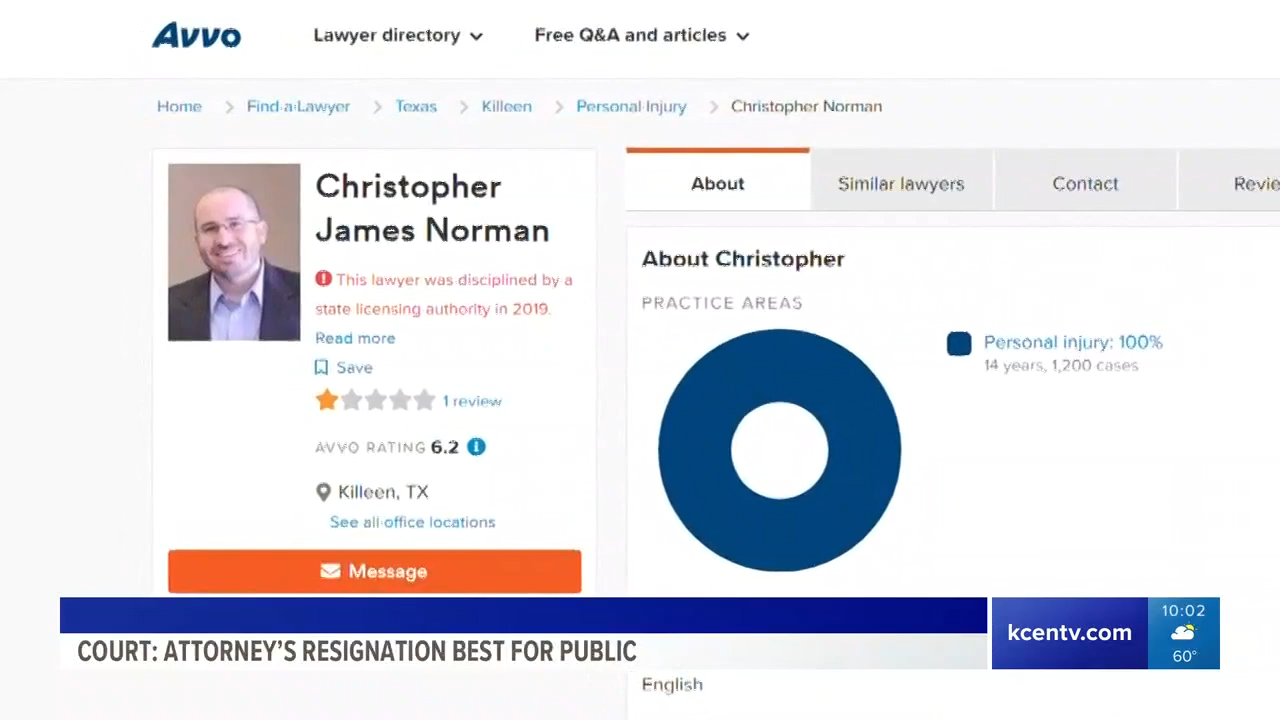 Avvo
Lawyer directory
Free Q&A and articles
Home
Find-a-Lawyer
Texas
Killeen
Personal Injury
Christopher Norman
Christopher
James Norman
This lawyer was disciplined by a
state licensing authority in 2019.
Read more
Save
1 review
AVVO RATING 6.2
Killeen, TX
See all office locations
Message
About
Similar lawyers
Contact
Revie
About Christopher
PRACTICE AREAS
Personal injury: 100%
14 years, 1,200 cases
English
COURT: ATTORNEY'S RESIGNATION BEST FOR PUBLIC
kcentv.com
10:02
60°